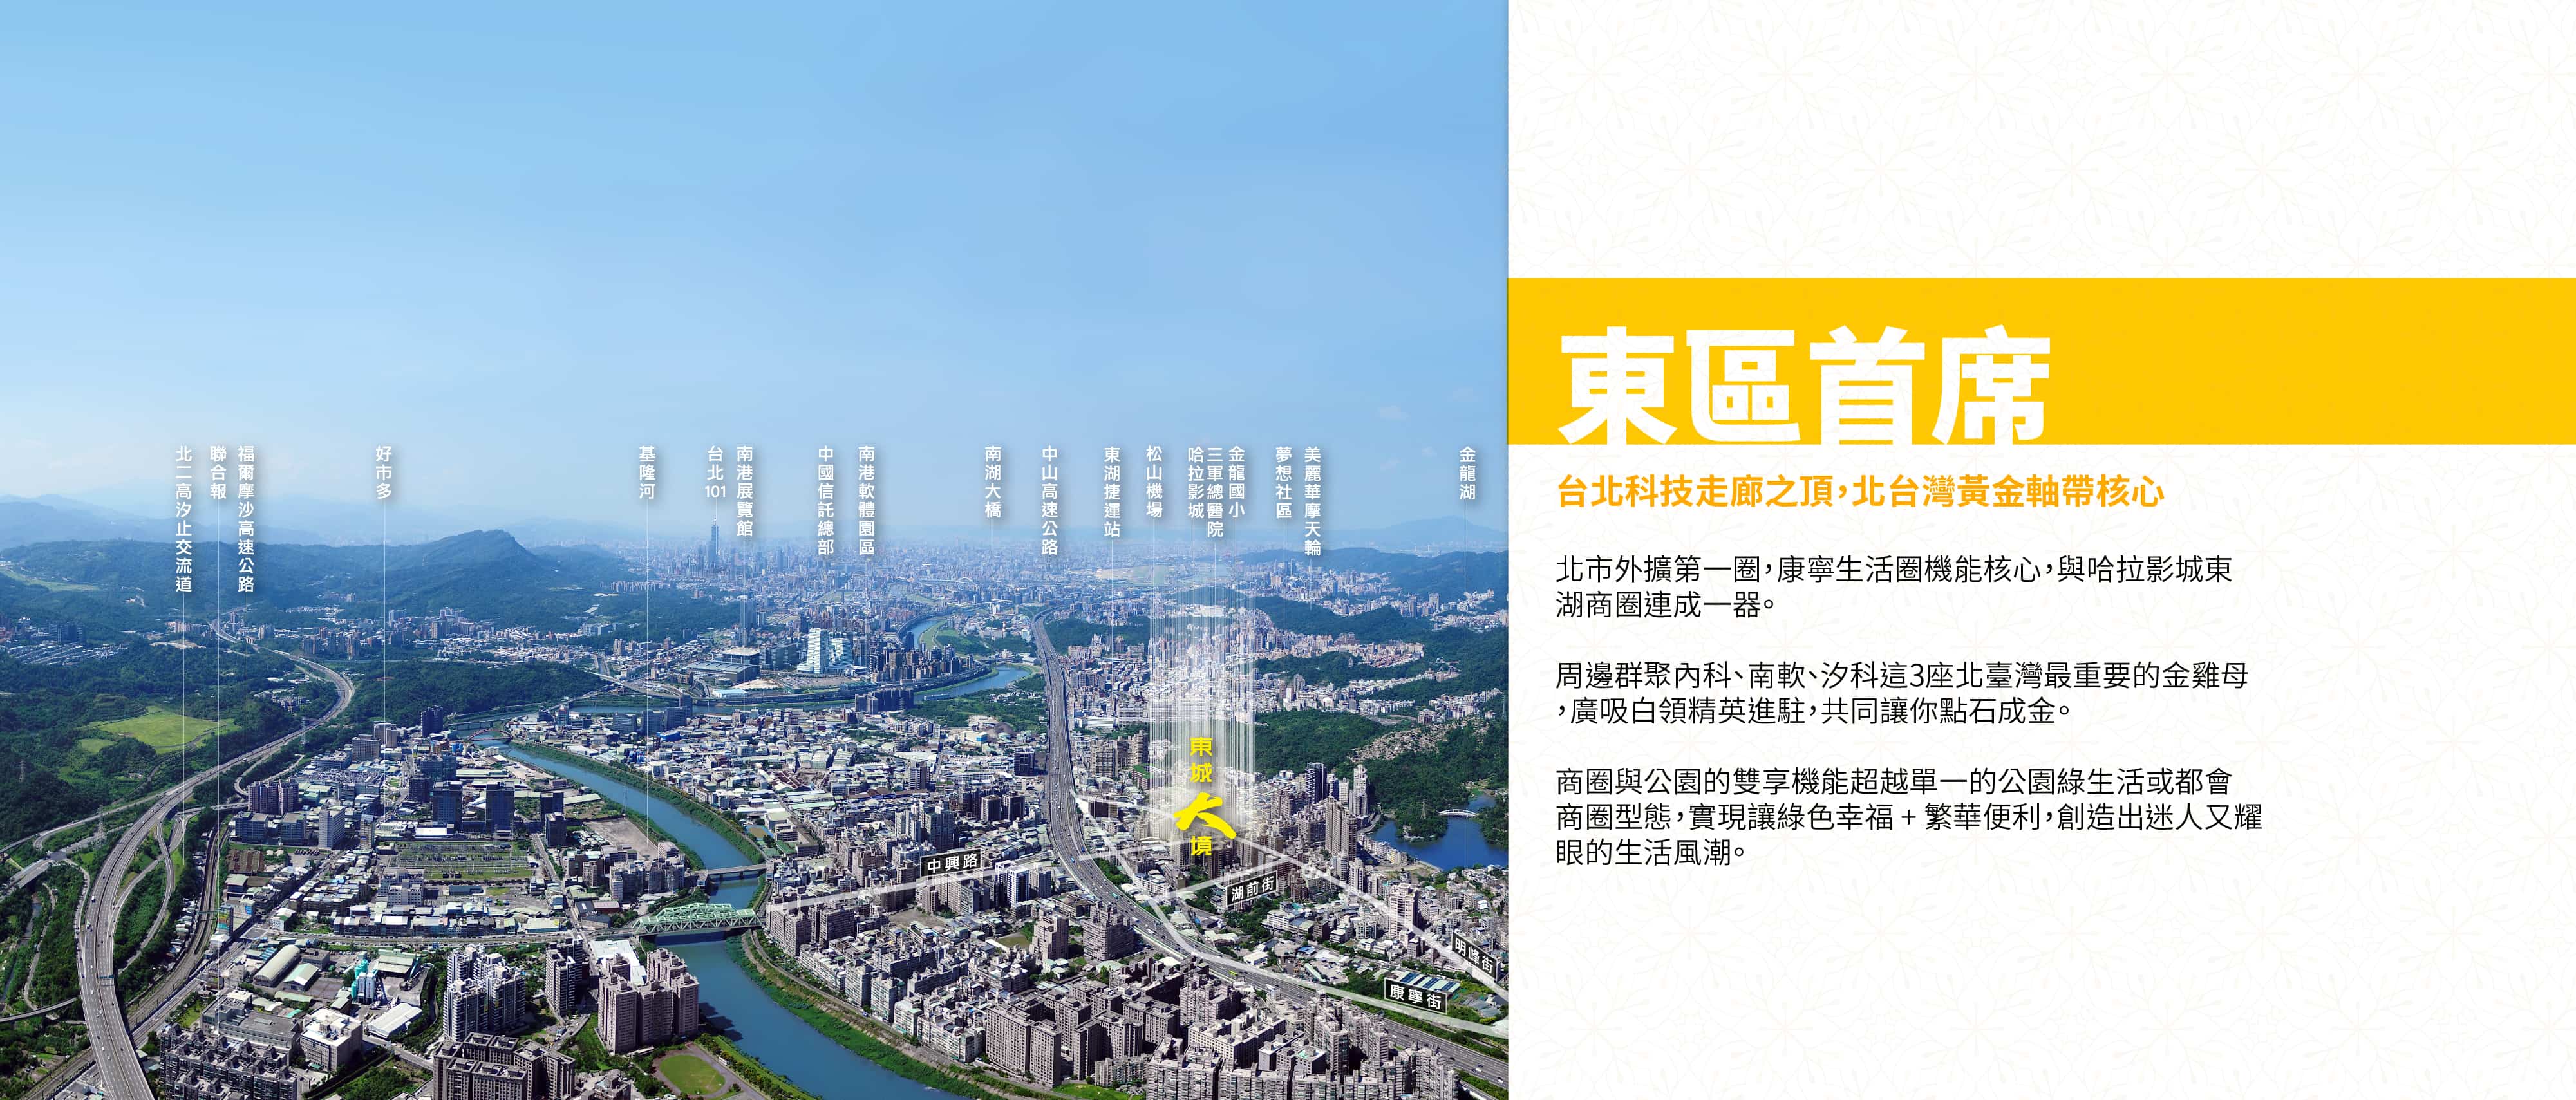 北二高汐止交流道
聯合報
福爾摩沙高速公路
好市多
基隆河
台北101
南港展覽館
中國信託總部
南港軟體園區
南湖大橋
中山高速公路
東湖捷運站
松山機場
哈拉影城
三軍總醫院
金龍國小
夢想社區
美麗華摩天輪
金龍湖
東城大境
中興路
湖前街
明峰街
康寧街
東區首席
台北科技走廊之頂，北台灣黃金軸帶核心
北市外擴第一圈，康寧生活圈機能核心，與哈拉影城東
湖商圈連成一器。
周邊群聚內科、南軟、汐科這3座北臺灣最重要的金雞母
，廣吸白領精英進駐，共同讓你點石成金。
商圈與公園的雙享機能超越單一的公園綠生活或都會
商圈型態，實現讓綠色幸福 + 繁華便利，創造出迷人又耀
眼的生活風潮。